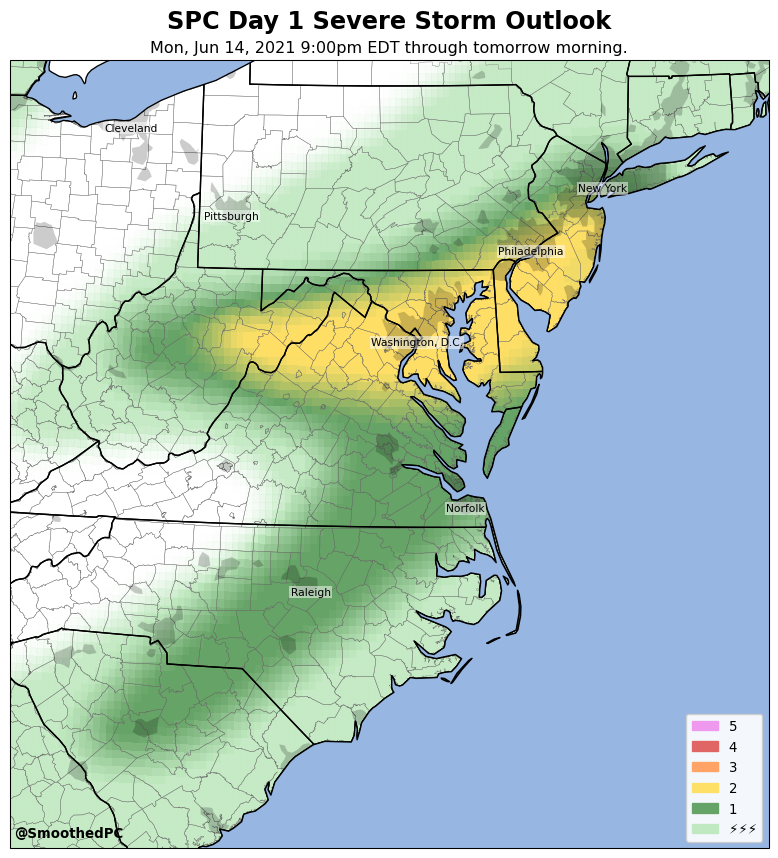 SPC Day 1 Severe Storm Outlook
Mon, Jun 14, 2021 9:00pm EDT through tomorrow morning.
Cleveland
New York
Pittsburgh
Philadelphia
Washington, D.C.
Norfolk
Raleigh
5
4
3
2
1
⚡⚡⚡
@SmoothedPC